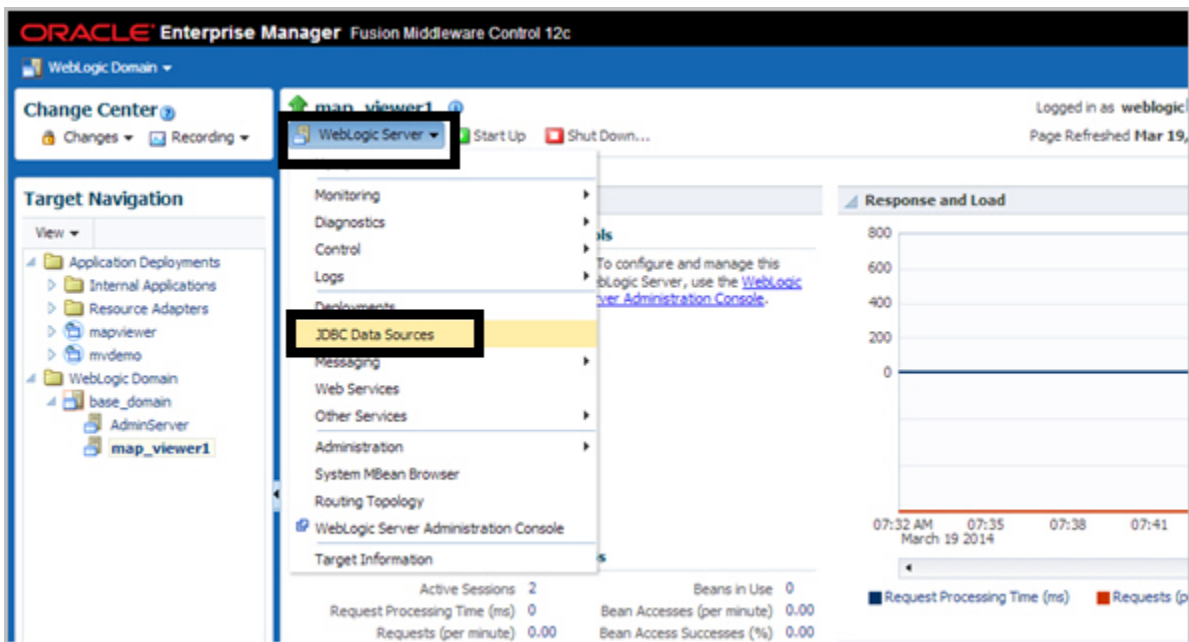 ORACLE Enterprise Manager Fusion Middleware Control 12c
WebLogic Domain
Change Center
Changes Recording
Target Navigation
View
Application Deployments
Internal Applications
Resource Adapters
mapviewer
mvdemo
WebLogic Domain
base_domain
AdminServer
map_viewer1
map_viewer1
Logged in as weblogic
WebLogic Server Start Up Shut Down...
Page Refreshed Mar 19,
Monitoring
Diagnostics
Control
Logs
Deployments
JDBC Data Sources
Messaging
Web Services
Other Services
Administration
System MBean Browser
Routing Topology
WebLogic Server Administration Console
Target Information
To configure and manage this
Logic Server, use the WebLogic
Administration Console.
Active Sessions 2
Request Processing Time (ms) 0
Requests (per minute) 0.00
Beans in Use 0
Bean Accesses (per minute) 0.00
Bean Access Successes (%) 0.00
Response and Load
800
600
400
200
0
07:32 AM 07:35 07:38 07:41
March 19 2014
Request Processing Time (ms) Requests (p